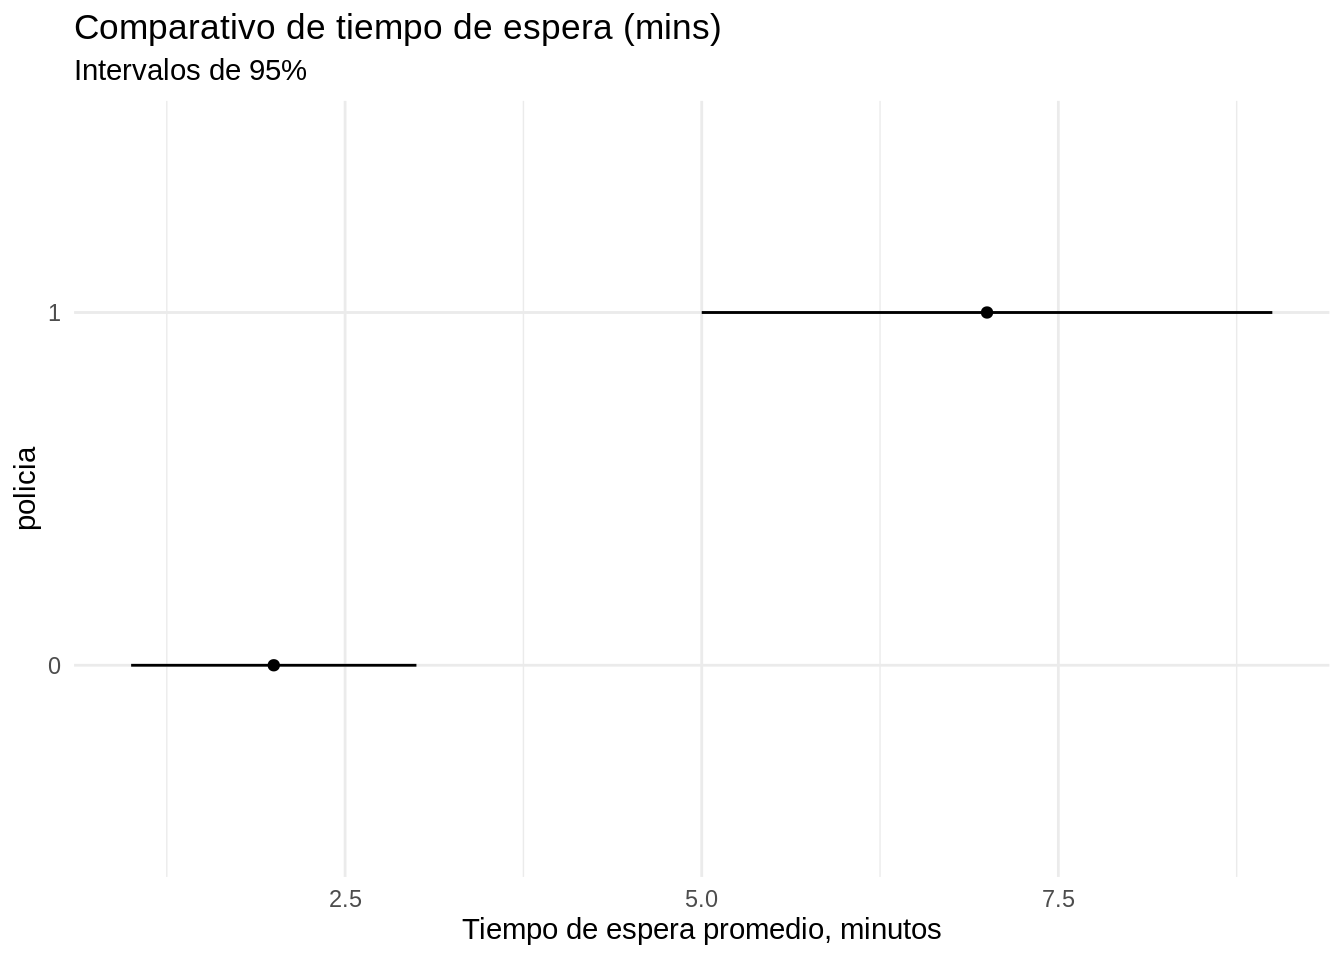 Comparativo de tiempo de espera (mins)
Intervalos de 95%
policia
1
0
2.5 5.0 7.5
Tiempo de espera promedio, minutos